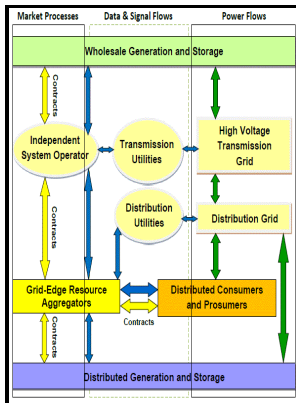 Market Processes
Data & Signal Flows
Power Flows
Wholesale Generation and Storage
Contracts
Independent
System Operator
Transmission
Utilities
High Voltage
Transmission
Grid
Contracts
Distribution
Utilities
Distribution Grid
Grid-Edge Resource
Aggregators
Distributed Consumers
and Prosumers
Contracts
Contracts
Distributed Generation and Storage